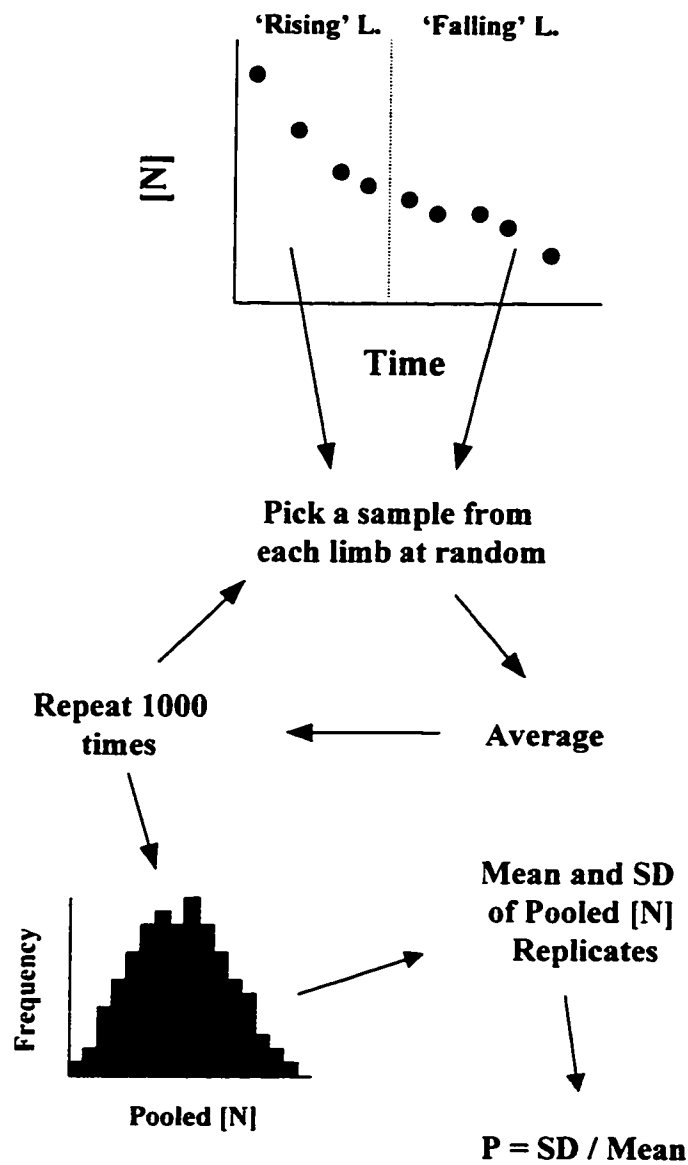 'Rising' L.
'Falling' L.
[N]
Time
Pick a sample from
each limb at random
Repeat 1000
times
Average
Mean and SD
of Pooled [N]
Replicates
Frequency
Pooled [N]
P = SD / Mean